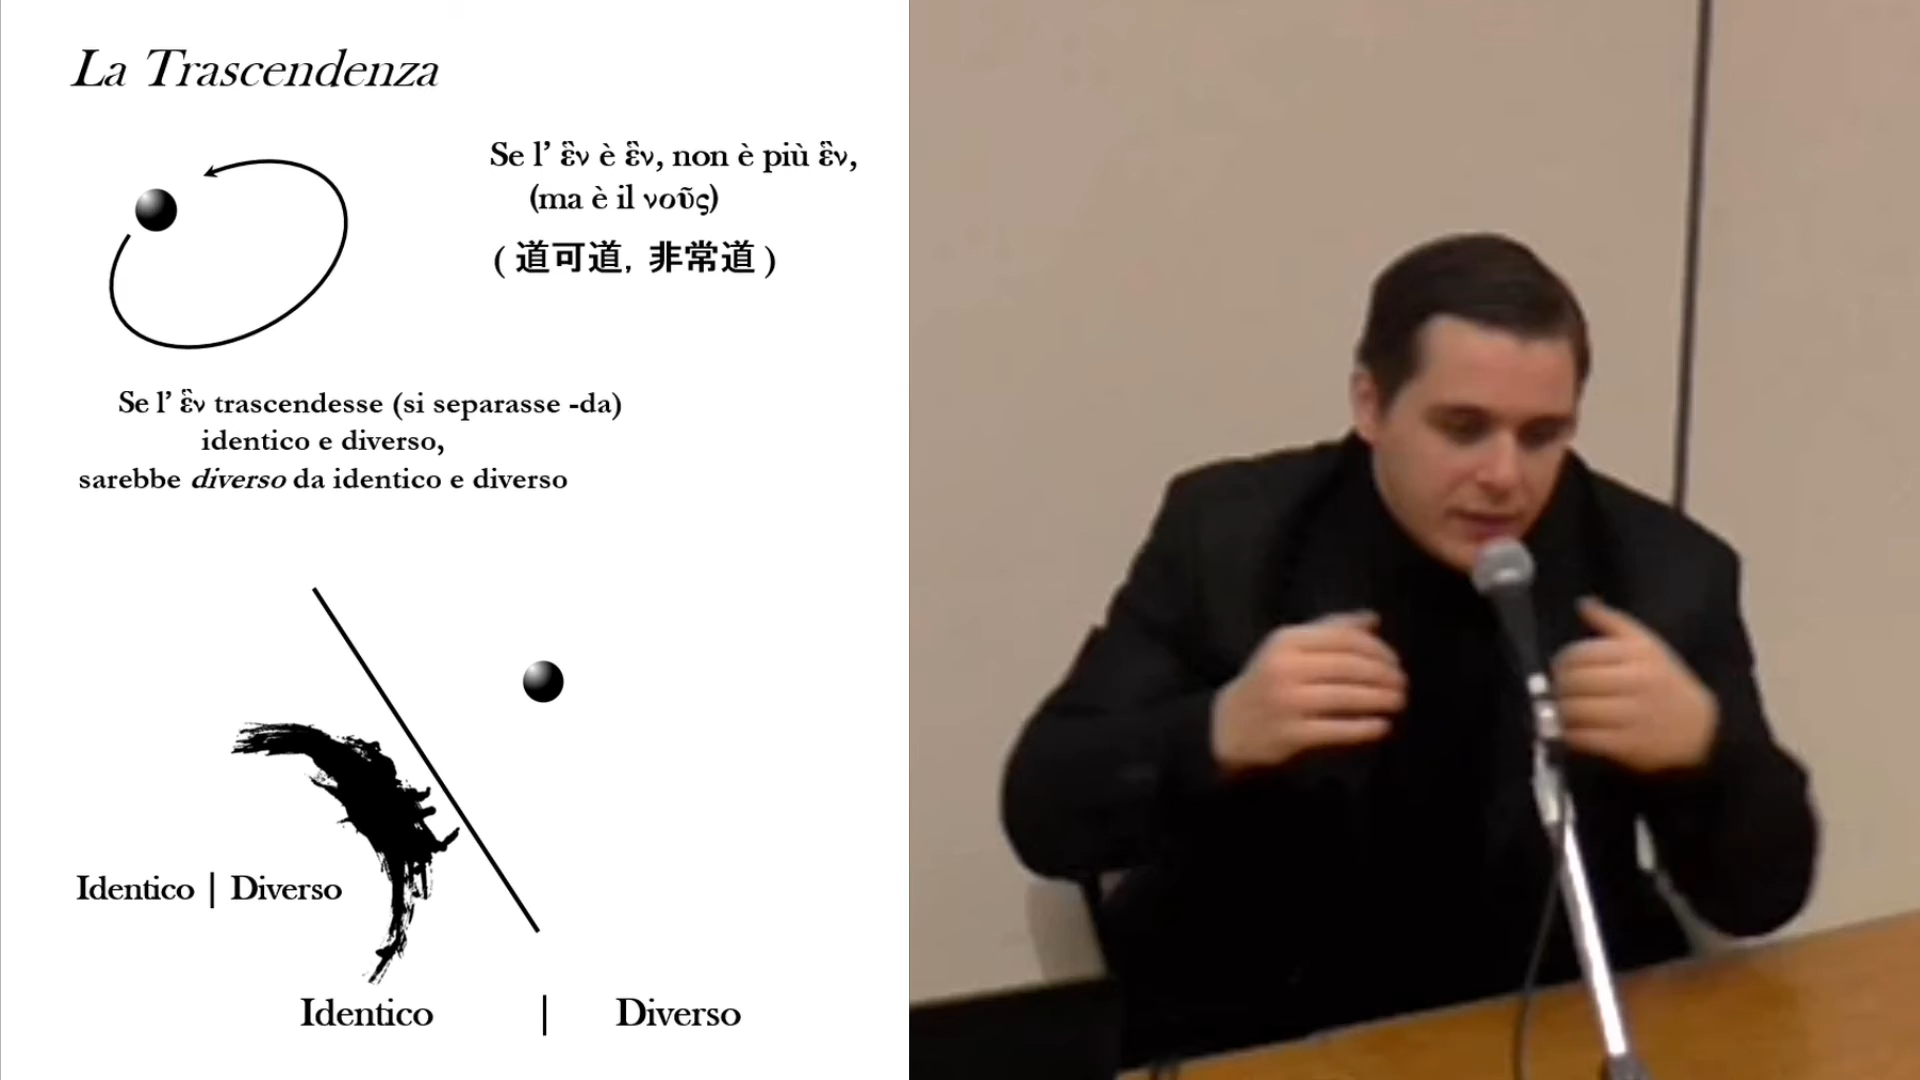 La Trascendenza
Se l’ ἓν è ἓν, non è più ἓν,
(ma è il νοῦς)
( 道可道, 非常道 )
Se l’ ἓν trascendesse (si separasse -da)
identico e diverso,
sarebbe diverso da identico e diverso
Identico | Diverso
Identico | Diverso